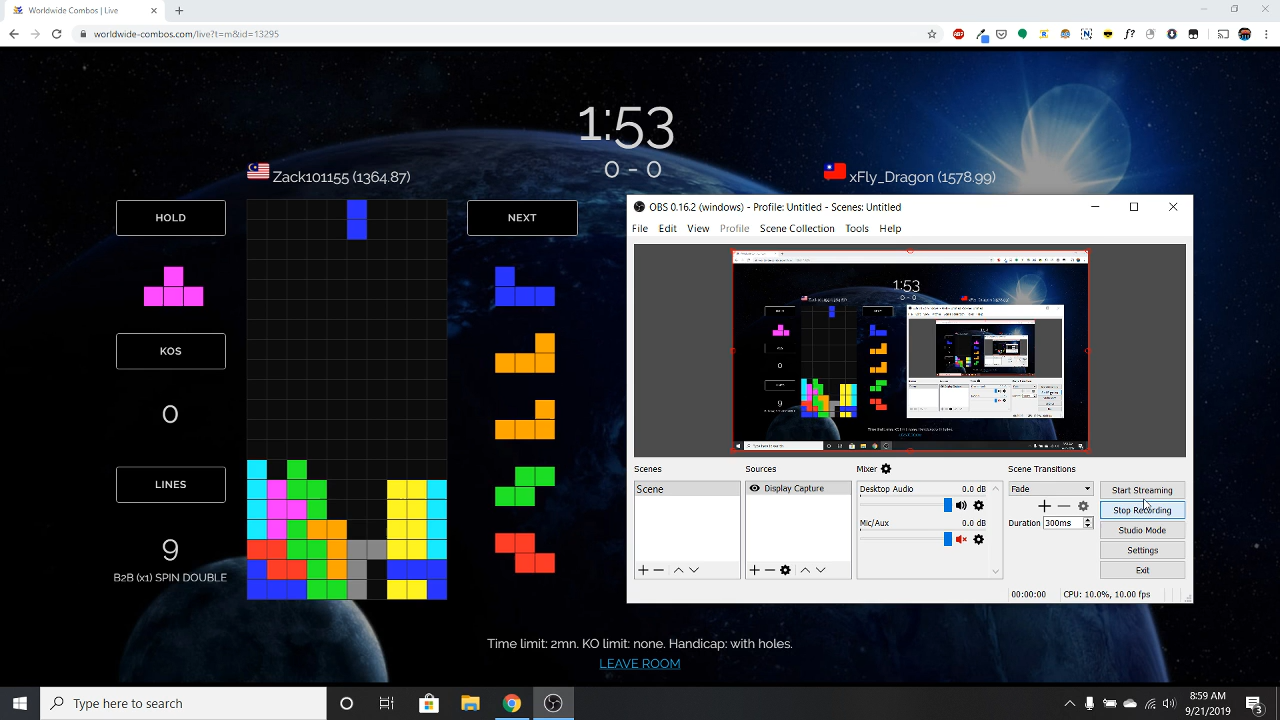 Worldwide Combos | Live
worldwide-combos.com/live?t=m&id=13295
1:53
0 - 0
Zack101155 (1364.87)
xFly_Dragon (1578.99)
HOLD
NEXT
KOS
0
LINES
9
B2B (x1) SPIN DOUBLE
OBS 0.16.2 (windows) - Profile: Untitled - Scenes: Untitled
File Edit View Profile Scene Collection Tools Help
1:53
0 - 0
Scenes
Sources
Mixer
Scene Transitions
Scene
Display Capture
Desktop Audio 0.0 dB
Mic/Aux 0.0 dB
Fade
Duration 300ms
Start Streaming
Stop Recording
Studio Mode
Settings
Exit
00:00:00 CPU: 10.0%, 10.00 fps
Time limit: 2mn. KO limit: none. Handicap: with holes.
LEAVE ROOM
Type here to search
8:59 AM
9/21/2019
3